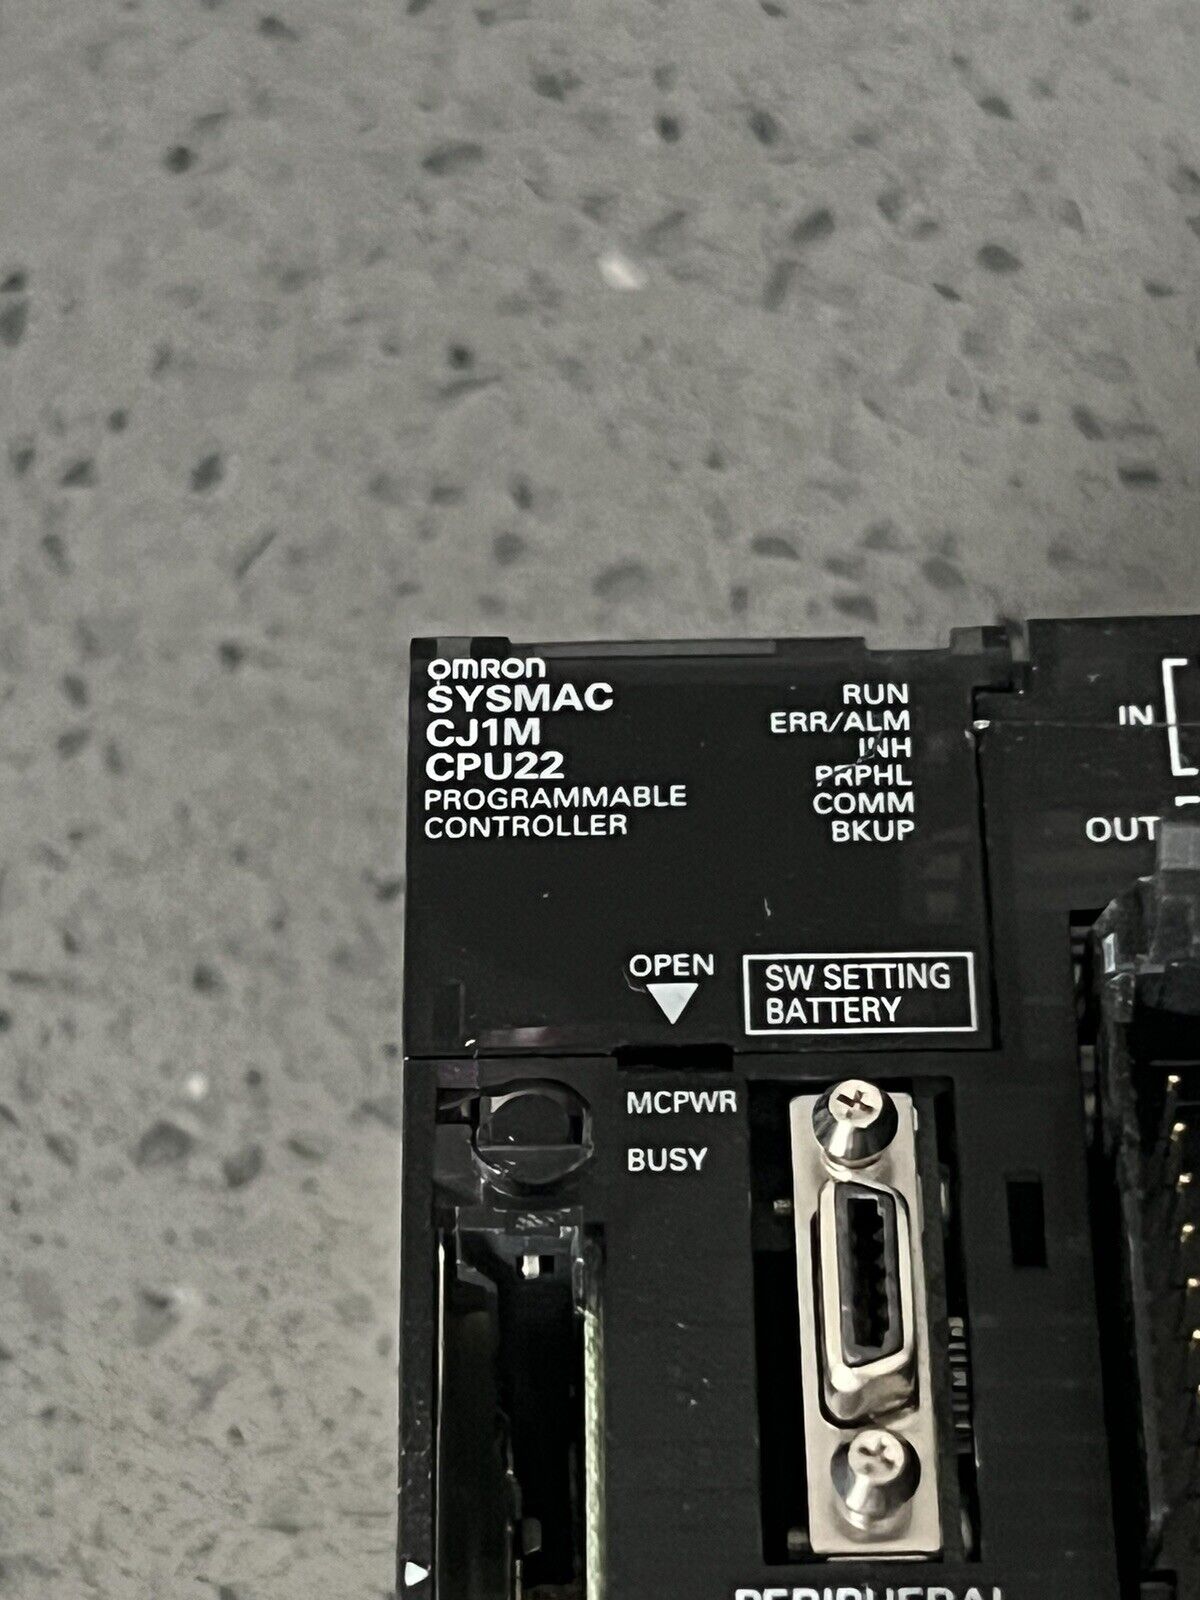 OMRON
SYSMAC
CJ1M
CPU22
PROGRAMMABLE
CONTROLLER
RUN
ERR/ALM
INH
PRPHL
COMM
BKUP
IN
OUT
OPEN
SW SETTING
BATTERY
MCPWR
BUSY
PERIPHERAL